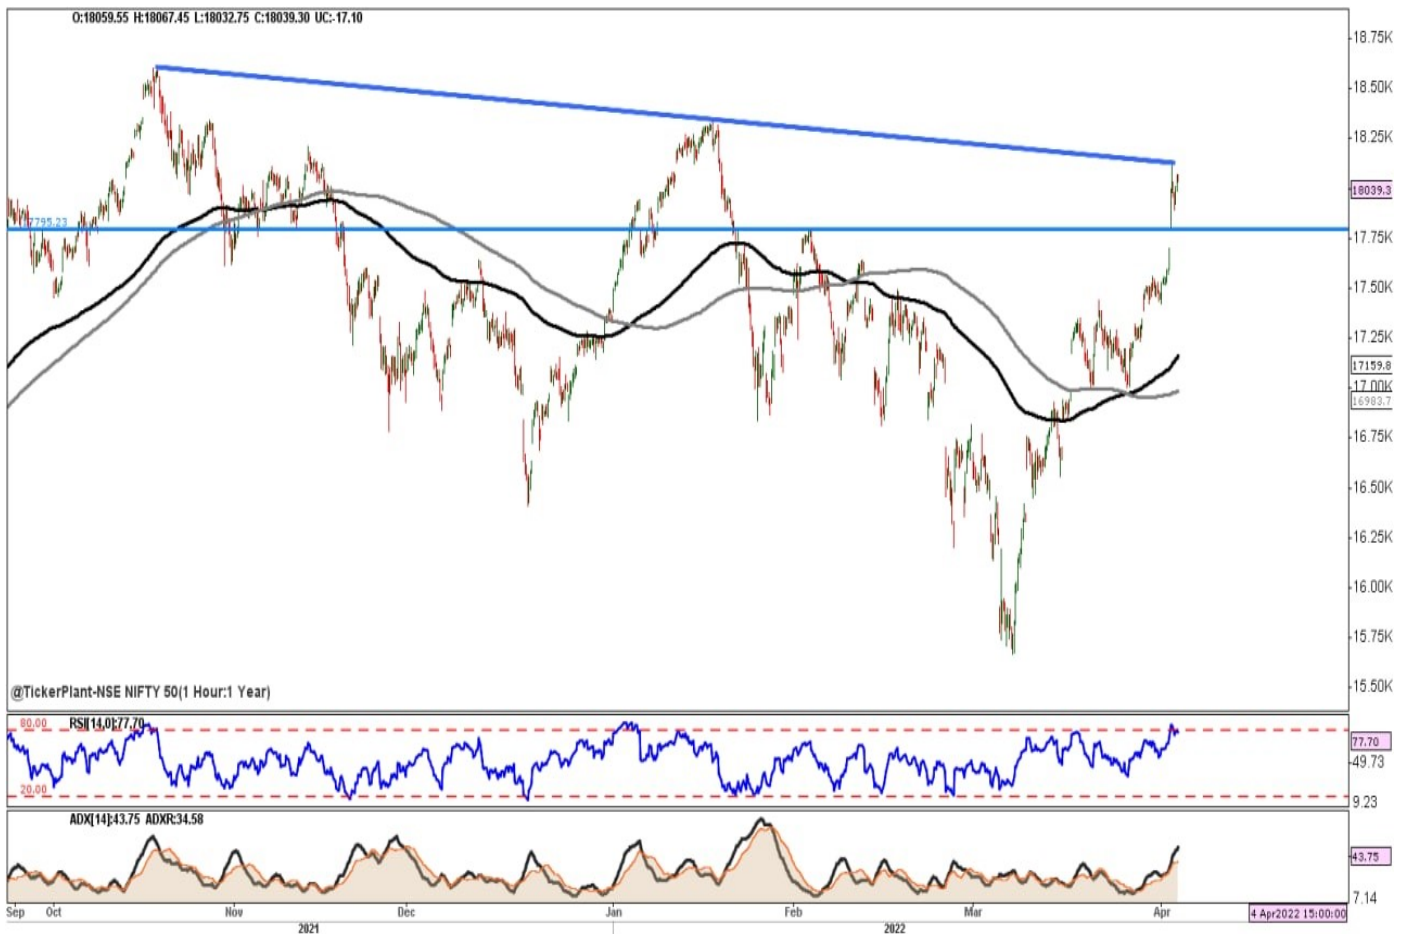 O:18059.55 H:18067.45 L:18032.75 C:18039.30 UC:-17.10
18.75K
18.50K
18.25K
18039.3
7795.23
17.75K
17.50K
17.25K
17159.8
17.00K
16983.7
16.75K
16.50K
16.25K
16.00K
15.75K
15.50K
@TickerPlant-NSE NIFTY 50(1 Hour:1 Year)
80.00 RSI[14,0]:77.70
77.70
49.73
20.00
9.23
ADX[14]:43.75 ADXR:34.58
43.75
7.14
Sep Oct Nov Dec Jan Feb Mar Apr 4 Apr2022 15:00:00
2021 2022